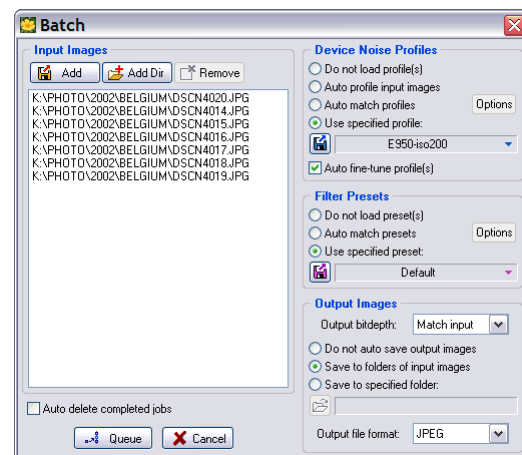 Batch
Input Images
Add
Add Dir
Remove
K:\PHOTO\2002\BELGIUM\DSCN4020.JPG
K:\PHOTO\2002\BELGIUM\DSCN4014.JPG
K:\PHOTO\2002\BELGIUM\DSCN4015.JPG
K:\PHOTO\2002\BELGIUM\DSCN4016.JPG
K:\PHOTO\2002\BELGIUM\DSCN4017.JPG
K:\PHOTO\2002\BELGIUM\DSCN4018.JPG
K:\PHOTO\2002\BELGIUM\DSCN4019.JPG
Auto delete completed jobs
Queue
Cancel
Device Noise Profiles
Do not load profile(s)
Auto profile input images
Auto match profiles
Options
Use specified profile:
E950-iso200
Auto fine-tune profile(s)
Filter Presets
Do not load preset(s)
Auto match presets
Options
Use specified preset:
Default
Output Images
Output bitdepth:
Match input
Do not auto save output images
Save to folders of input images
Save to specified folder:
Output file format:
JPEG